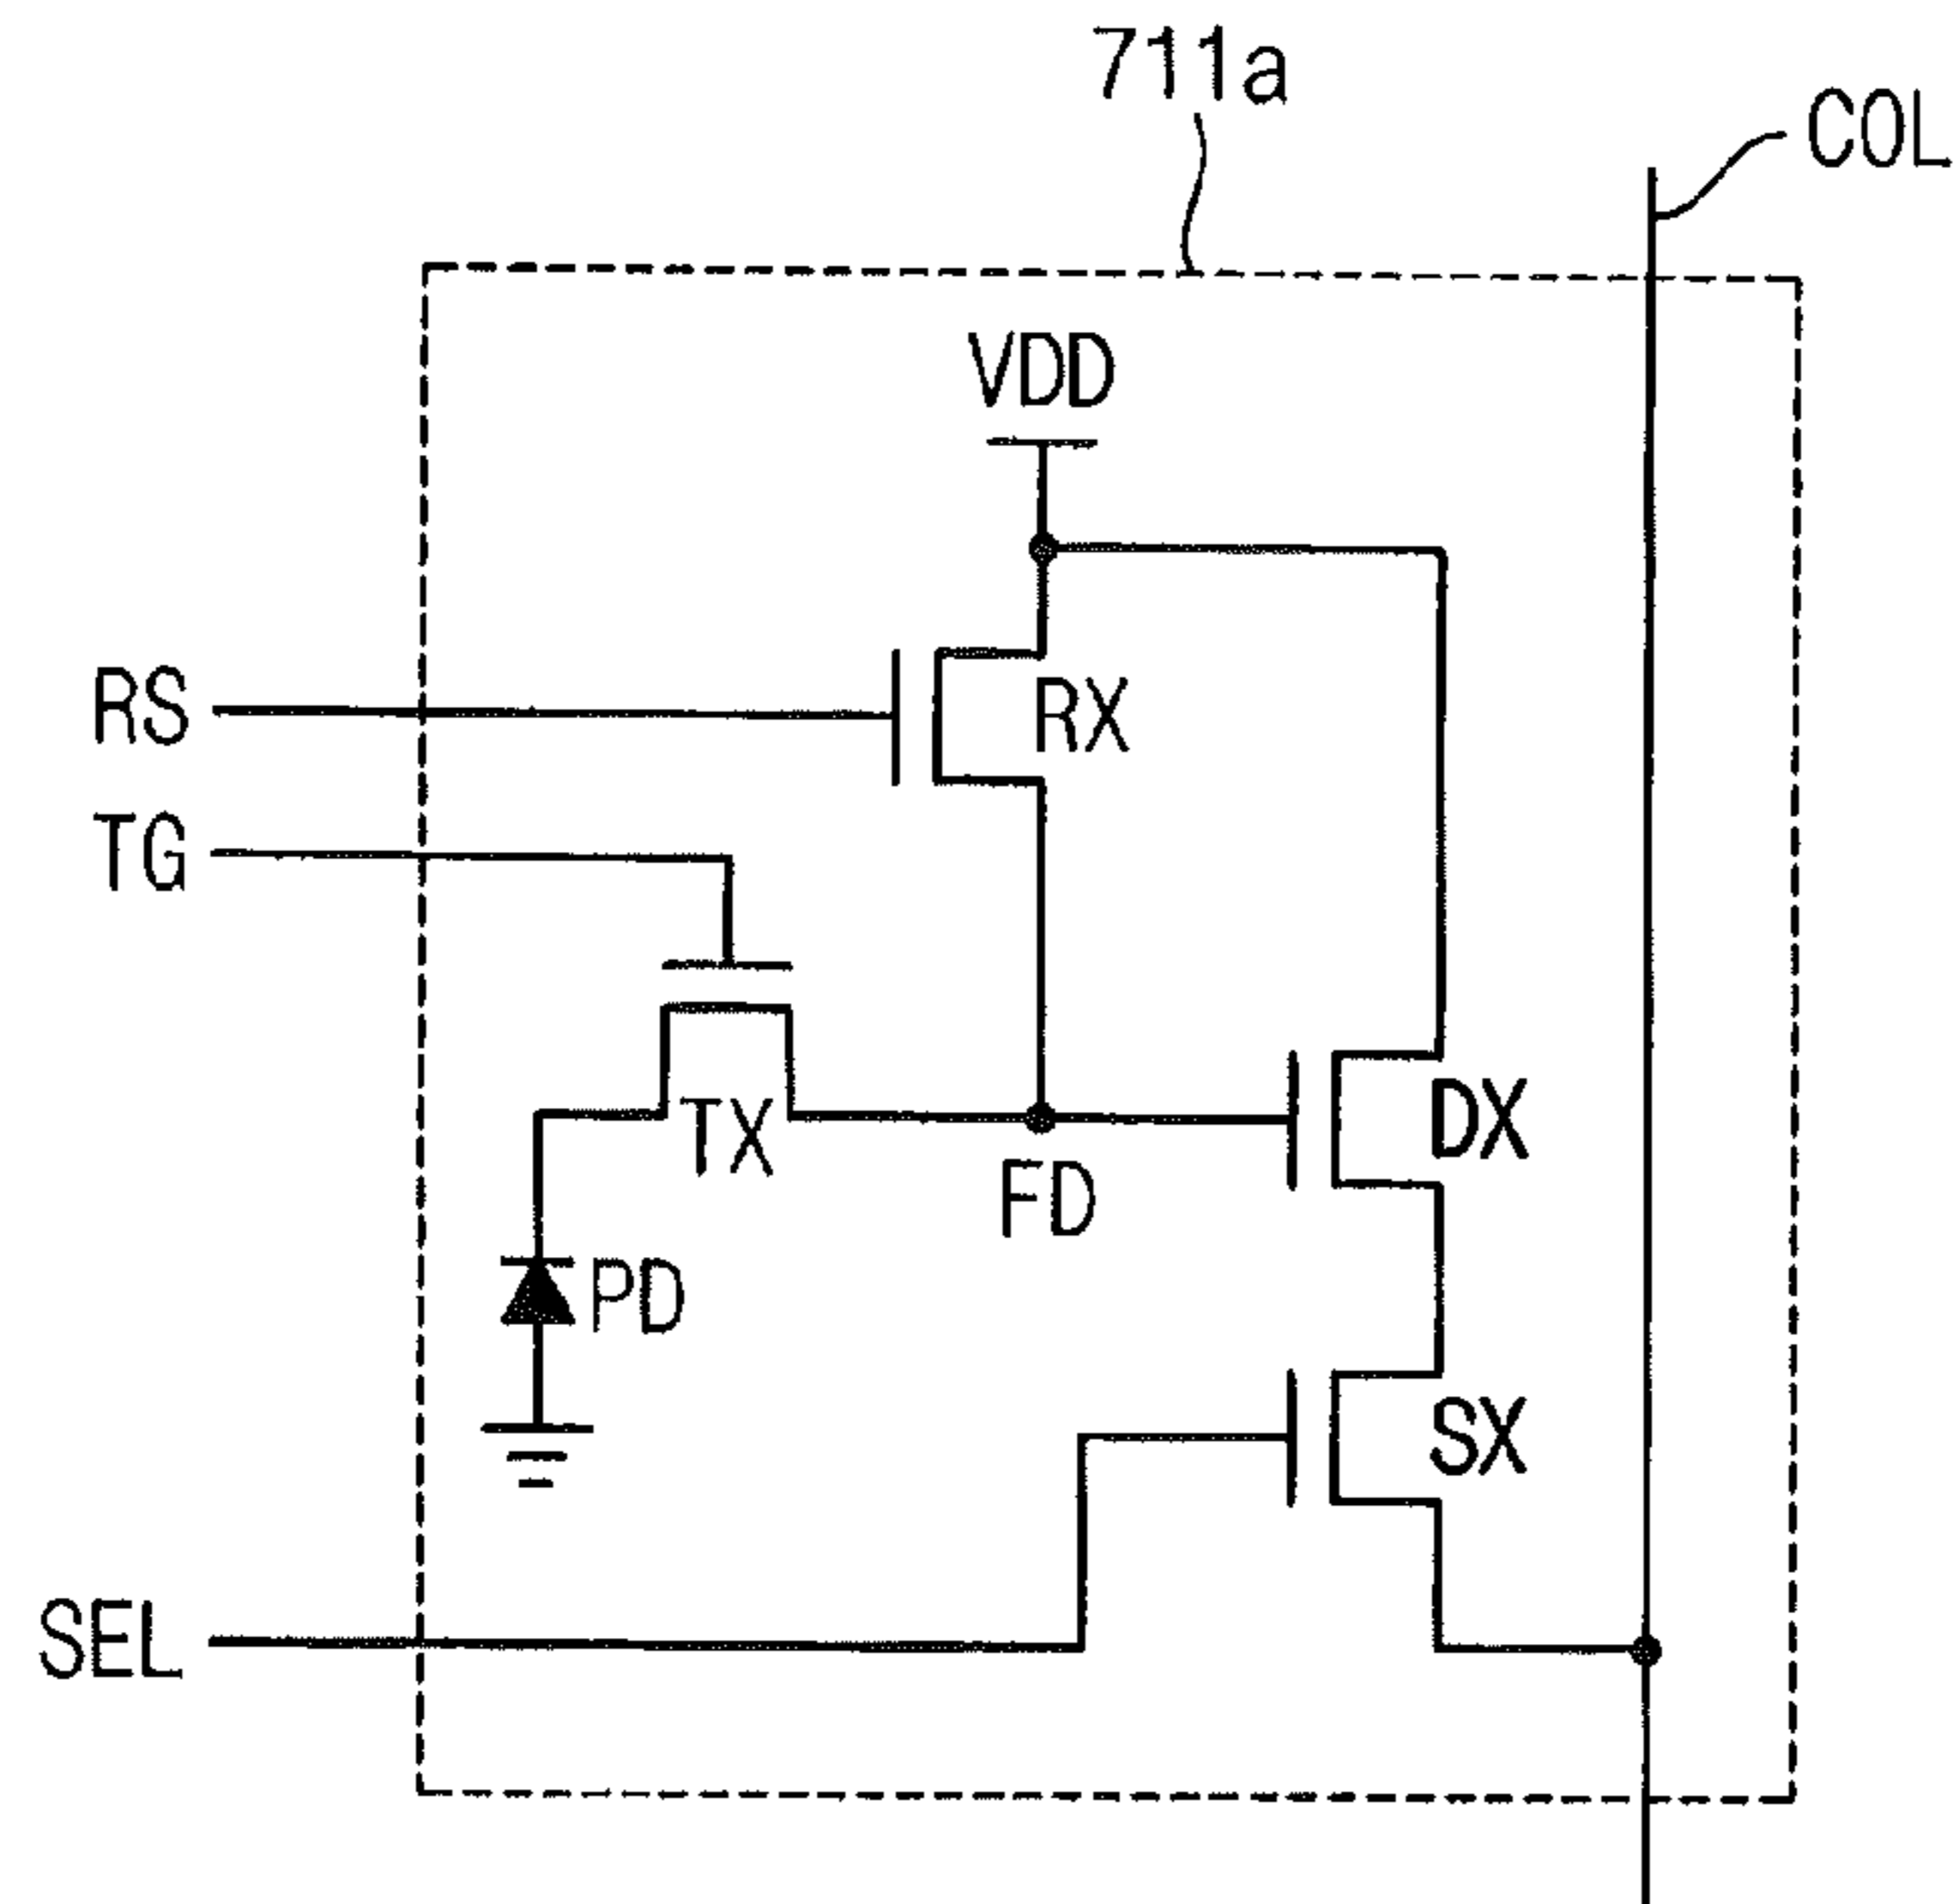 711a
COL
VDD
RS
RX
TG
TX
DX
FD
PD
SX
SEL